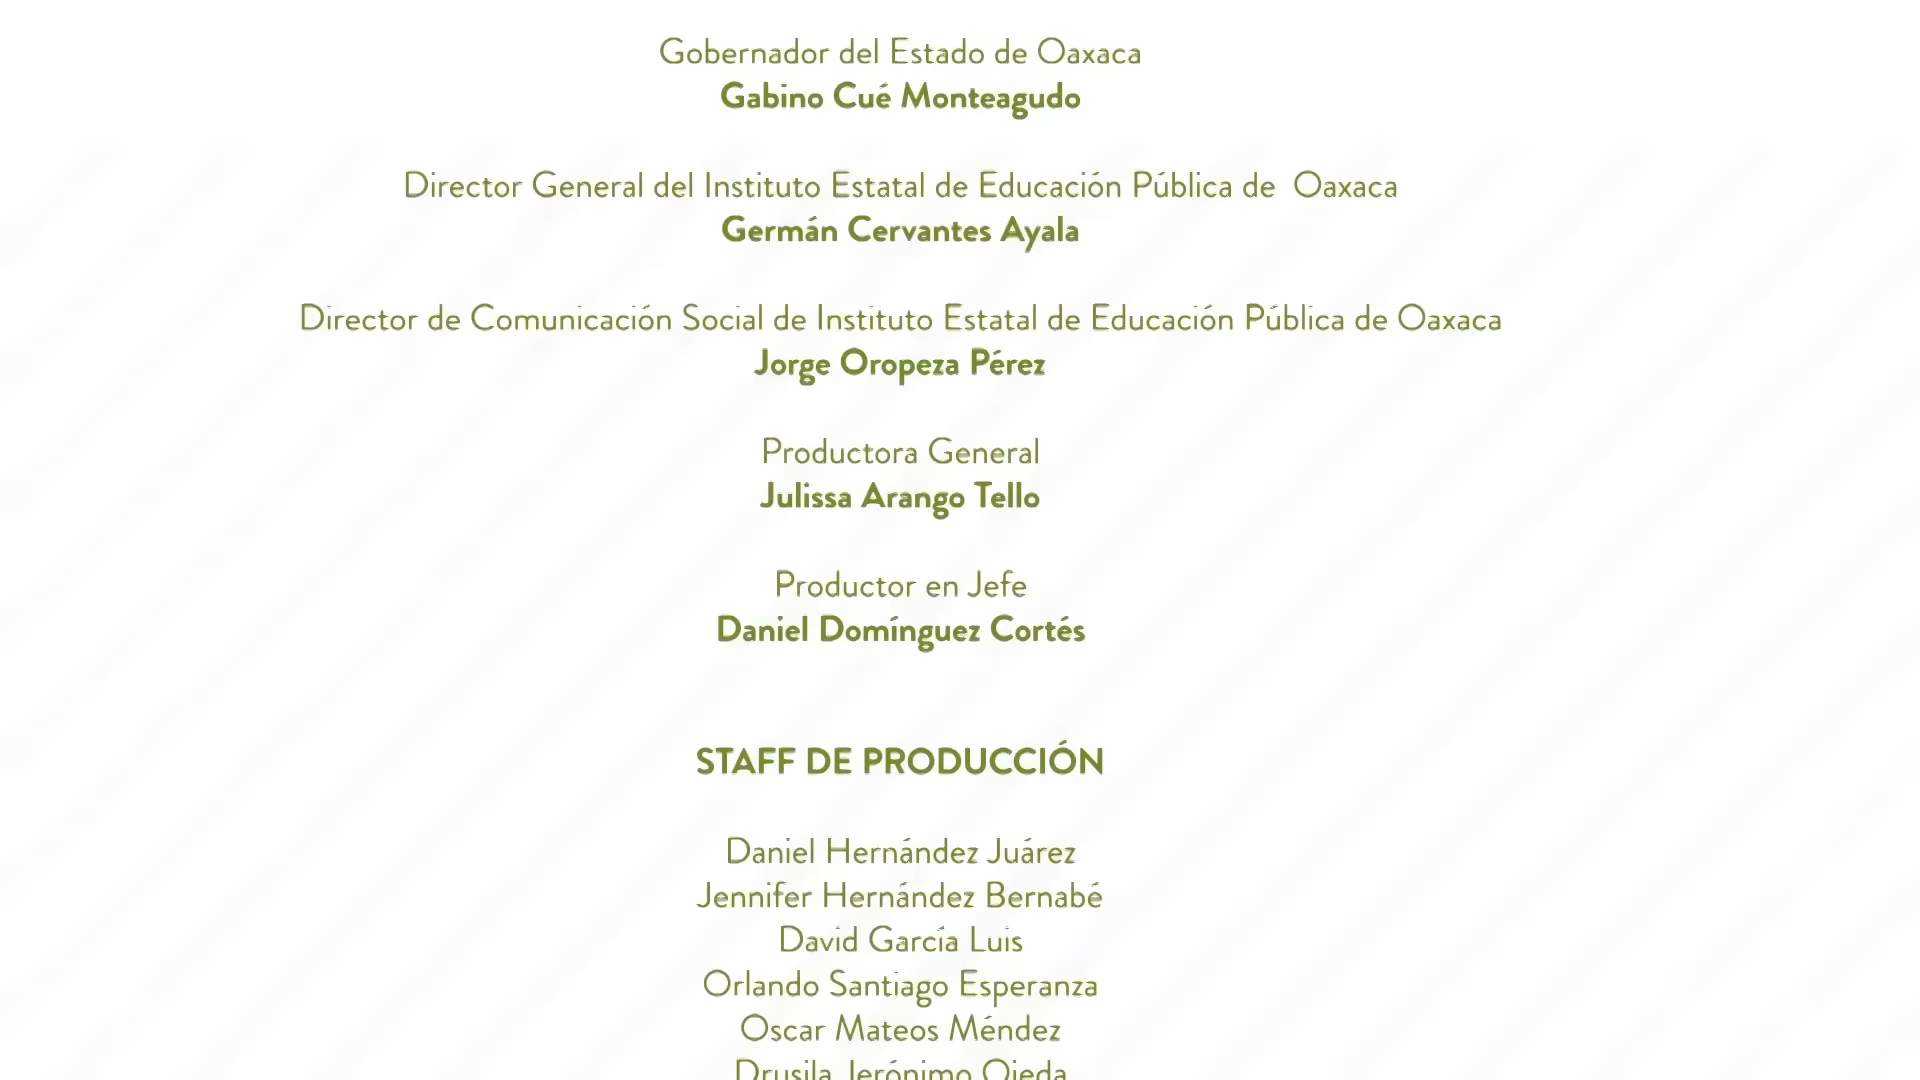 Gobernador del Estado de Oaxaca
Gabino Cué Monteagudo
Director General del Instituto Estatal de Educación Pública de Oaxaca
Germán Cervantes Ayala
Director de Comunicación Social de Instituto Estatal de Educación Pública de Oaxaca
Jorge Oropeza Pérez
Productora General
Julissa Arango Tello
Productor en Jefe
Daniel Domínguez Cortés
STAFF DE PRODUCCIÓN
Daniel Hernández Juárez
Jennifer Hernández Bernabé
David García Luis
Orlando Santiago Esperanza
Oscar Mateos Méndez
Drusila Jerónimo Ojeda